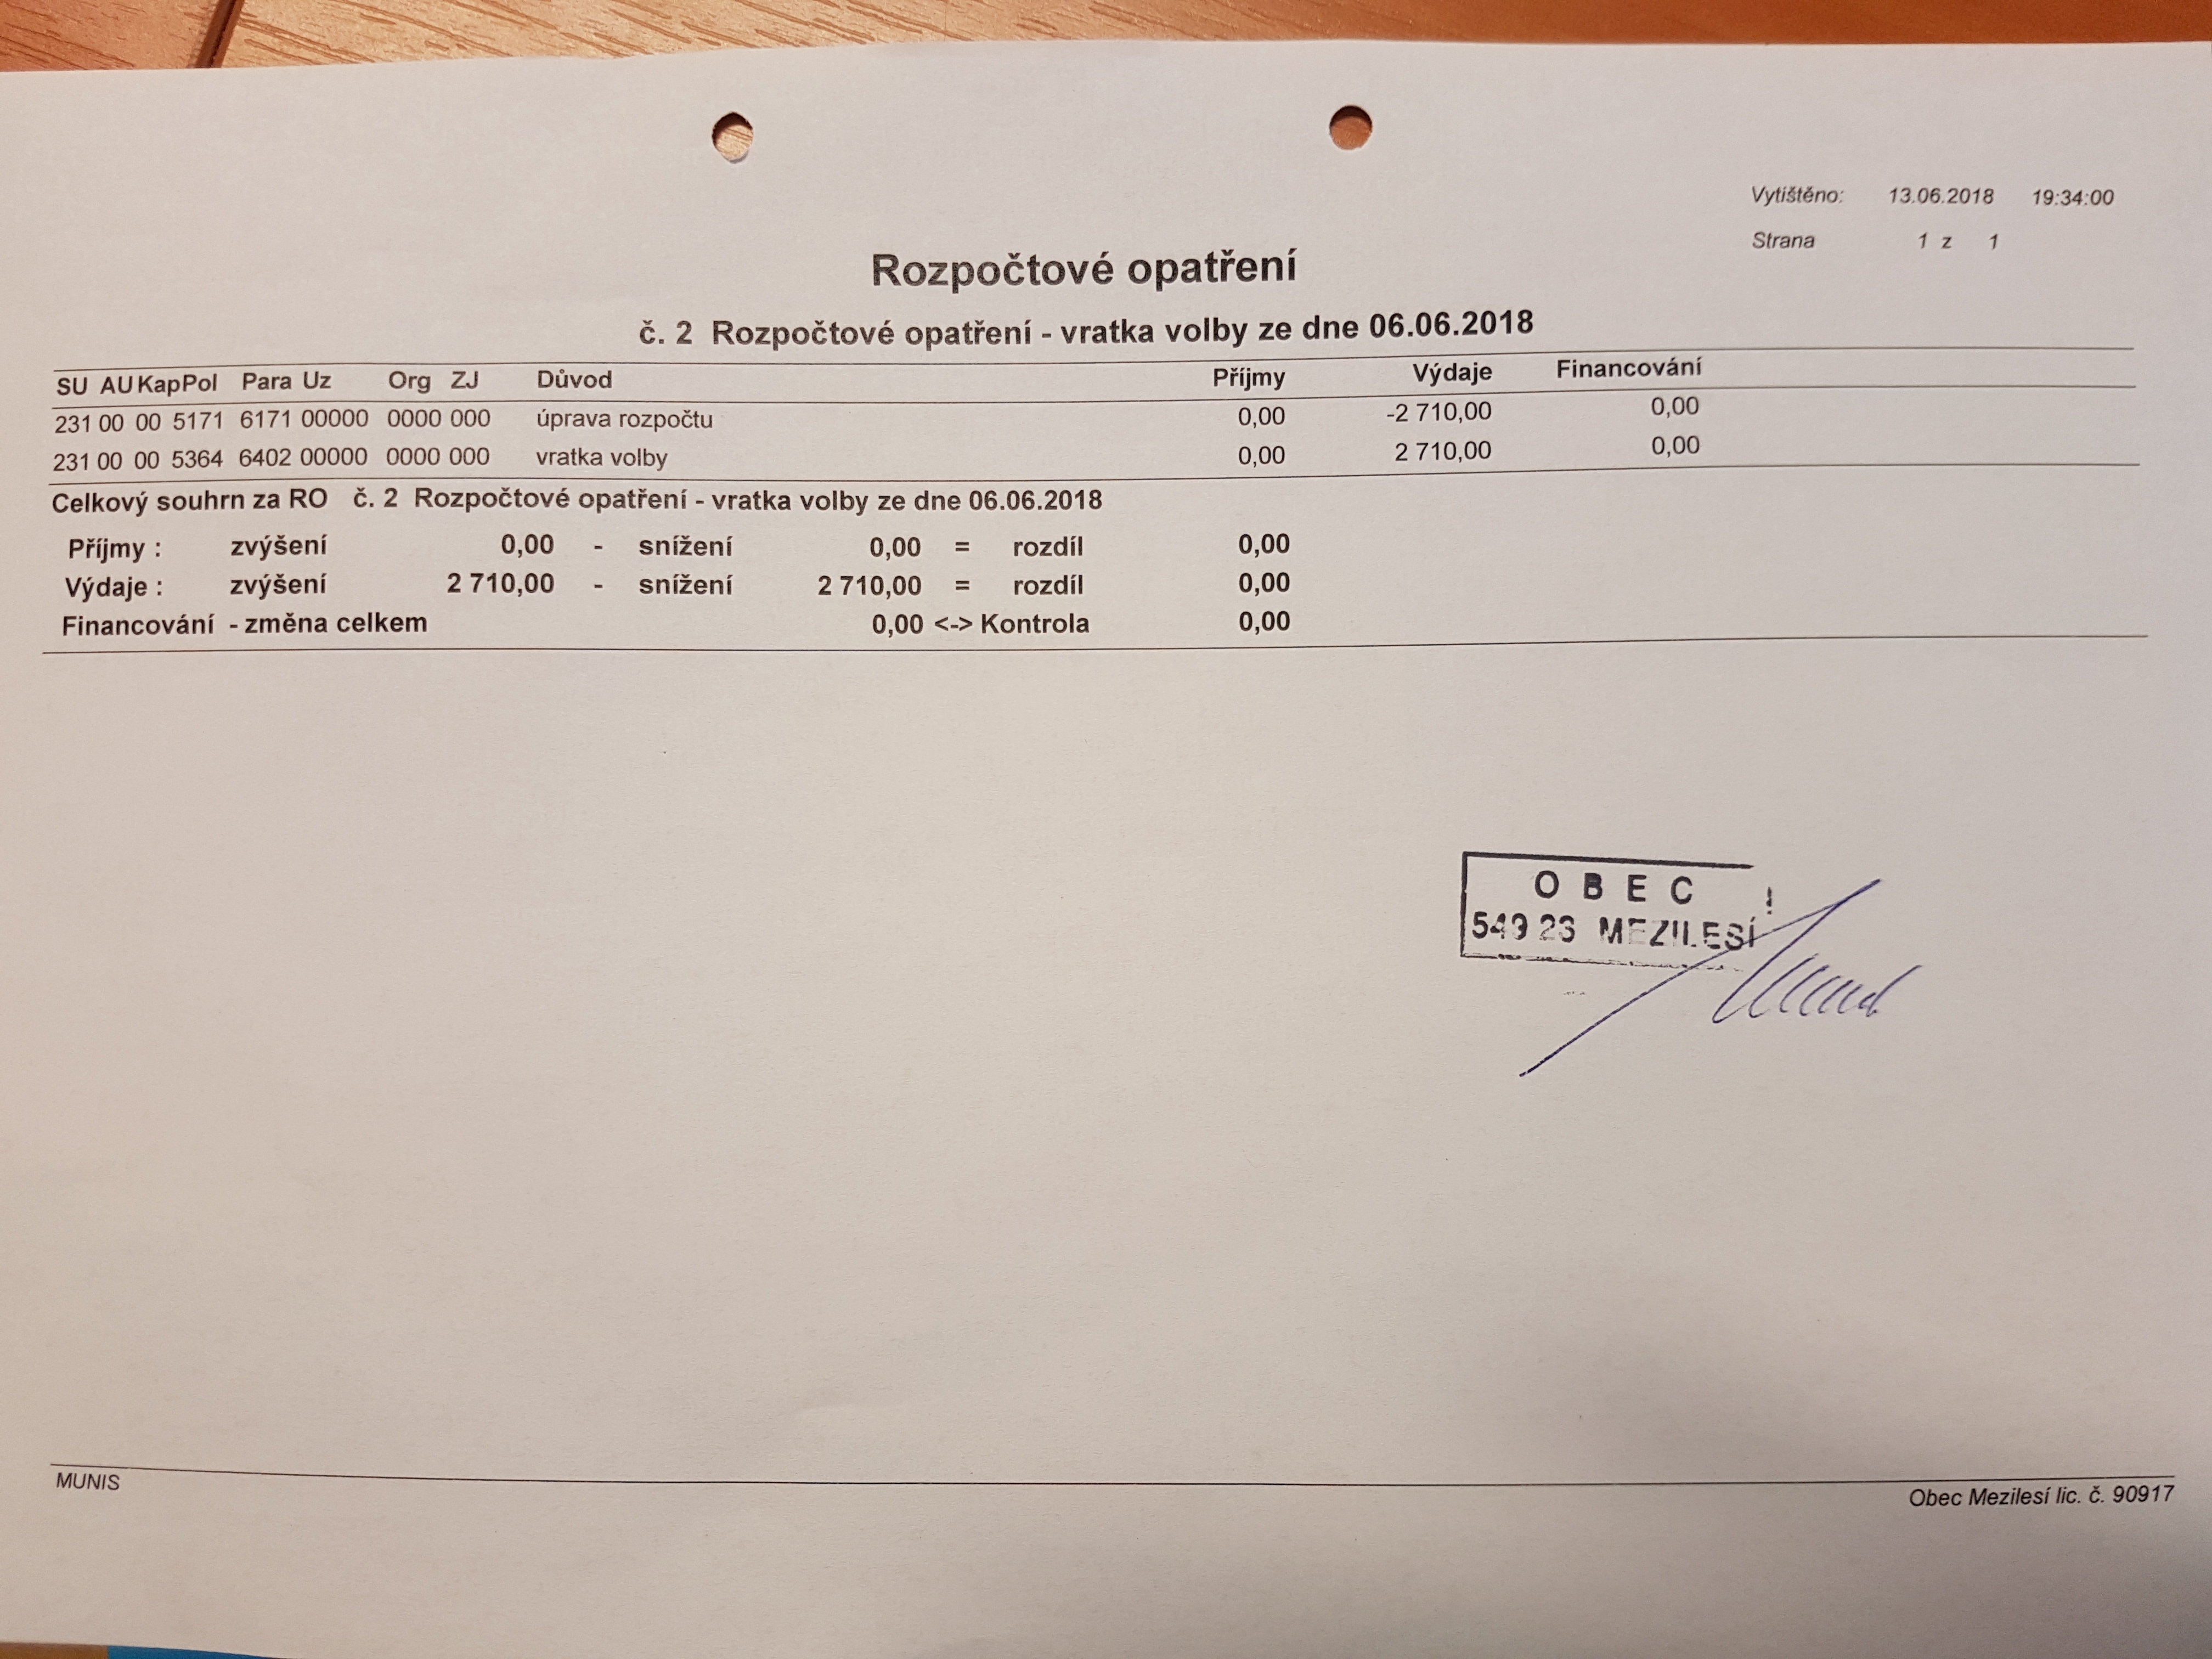 Vytištěno: 13.06.2018 19:34:00
Strana 1 z 1
Rozpočtové opatření
č. 2 Rozpočtové opatření - vratka volby ze dne 06.06.2018
SU AU Kap Pol Para Uz Org ZJ Důvod Příjmy Výdaje Financování
231 00 00 5171 6171 00000 0000 000 úprava rozpočtu 0,00 -2 710,00 0,00
231 00 00 5364 6402 00000 0000 000 vratka volby 0,00 2 710,00 0,00
Celkový souhrn za RO č. 2 Rozpočtové opatření - vratka volby ze dne 06.06.2018
Příjmy : zvýšení 0,00 - snížení 0,00 = rozdíl 0,00
Výdaje : zvýšení 2 710,00 - snížení 2 710,00 = rozdíl 0,00
Financování - změna celkem 0,00 <-> Kontrola 0,00
OBEC
549 23 MEZILESÍ
MUNIS
Obec Mezilesí lic. č. 90917